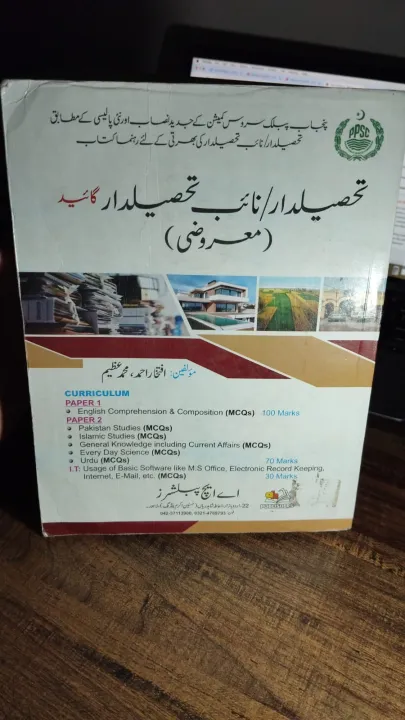 پنجاب پبلک سروس کمیشن کے جدید نصاب اور نئی پالیسی کے مطابق
تحصیلدار/نائب تحصیلدار کی بھرتی کے لئے رہنما کتاب
PPSC
تحصیلدار/نائب تحصیلدار گائیڈ
(معروضی)
مؤلفین: افتخار احمد، محمد عظیم
CURRICULUM
PAPER 1
English Comprehension & Composition (MCQs) 100 Marks
PAPER 2
Pakistan Studies (MCQs)
Islamic Studies (MCQs)
General Knowledge including Current Affairs (MCQs)
Every Day Science (MCQs)
Urdu (MCQs) 70 Marks
I.T: Usage of Basic Software like M.S Office, Electronic Record Keeping,
Internet, E-Mail, etc. (MCQs) 30 Marks
اے ایچ پبلشرز